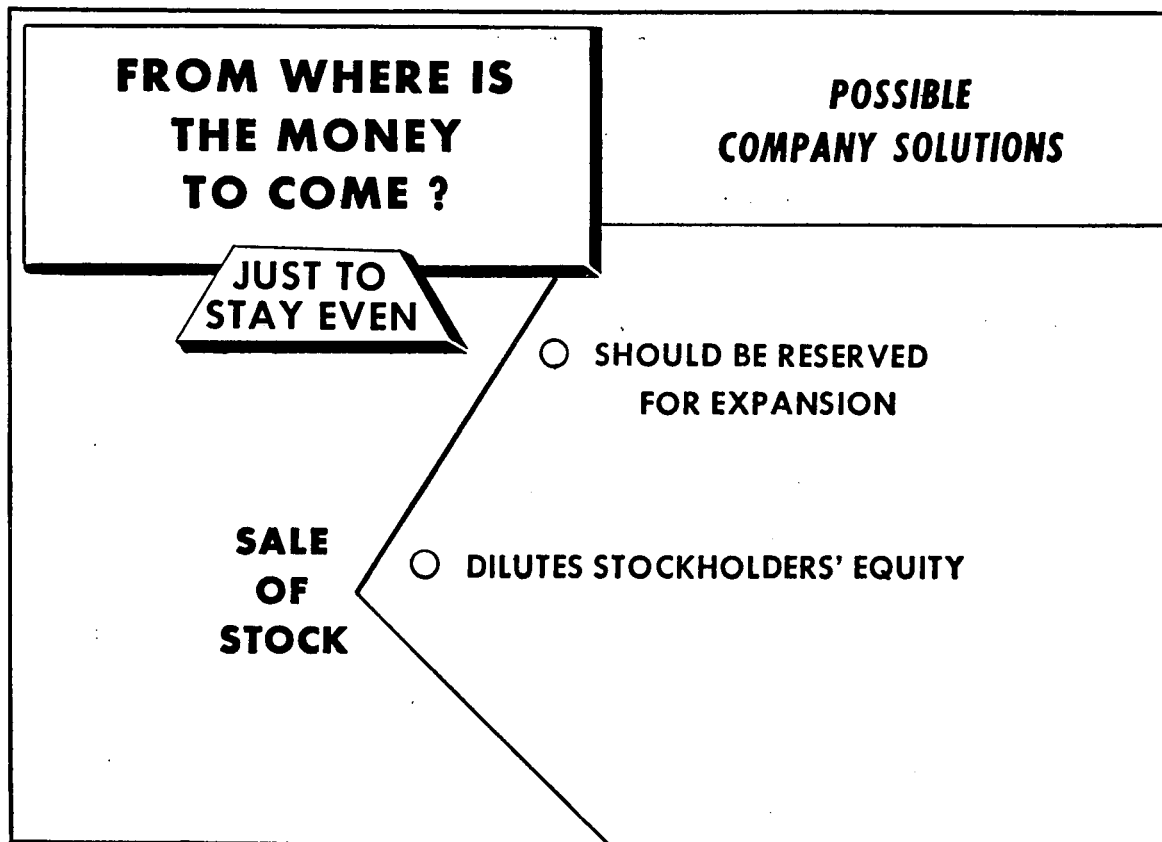 FROM WHERE IS
THE MONEY
TO COME ?
JUST TO
STAY EVEN
POSSIBLE
COMPANY SOLUTIONS
SHOULD BE RESERVED
FOR EXPANSION
SALE
OF
STOCK
DILUTES STOCKHOLDERS' EQUITY